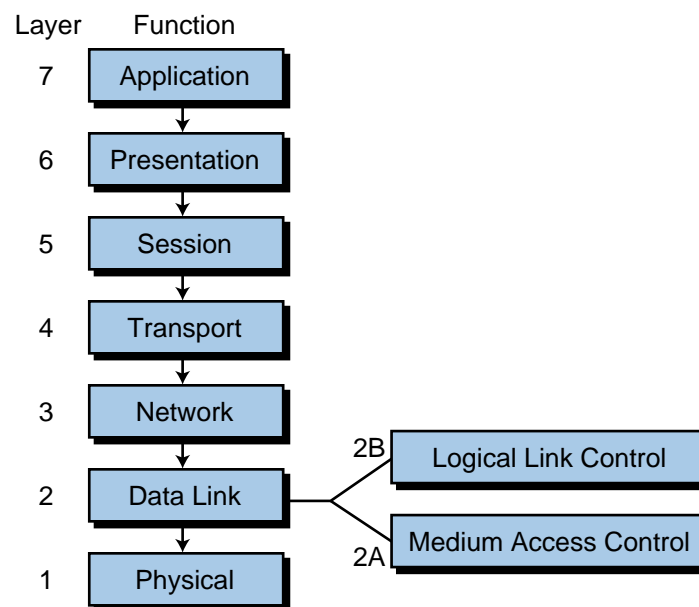 Layer Function
7 Application
6 Presentation
5 Session
4 Transport
3 Network
2B Logical Link Control
2 Data Link
2A Medium Access Control
1 Physical